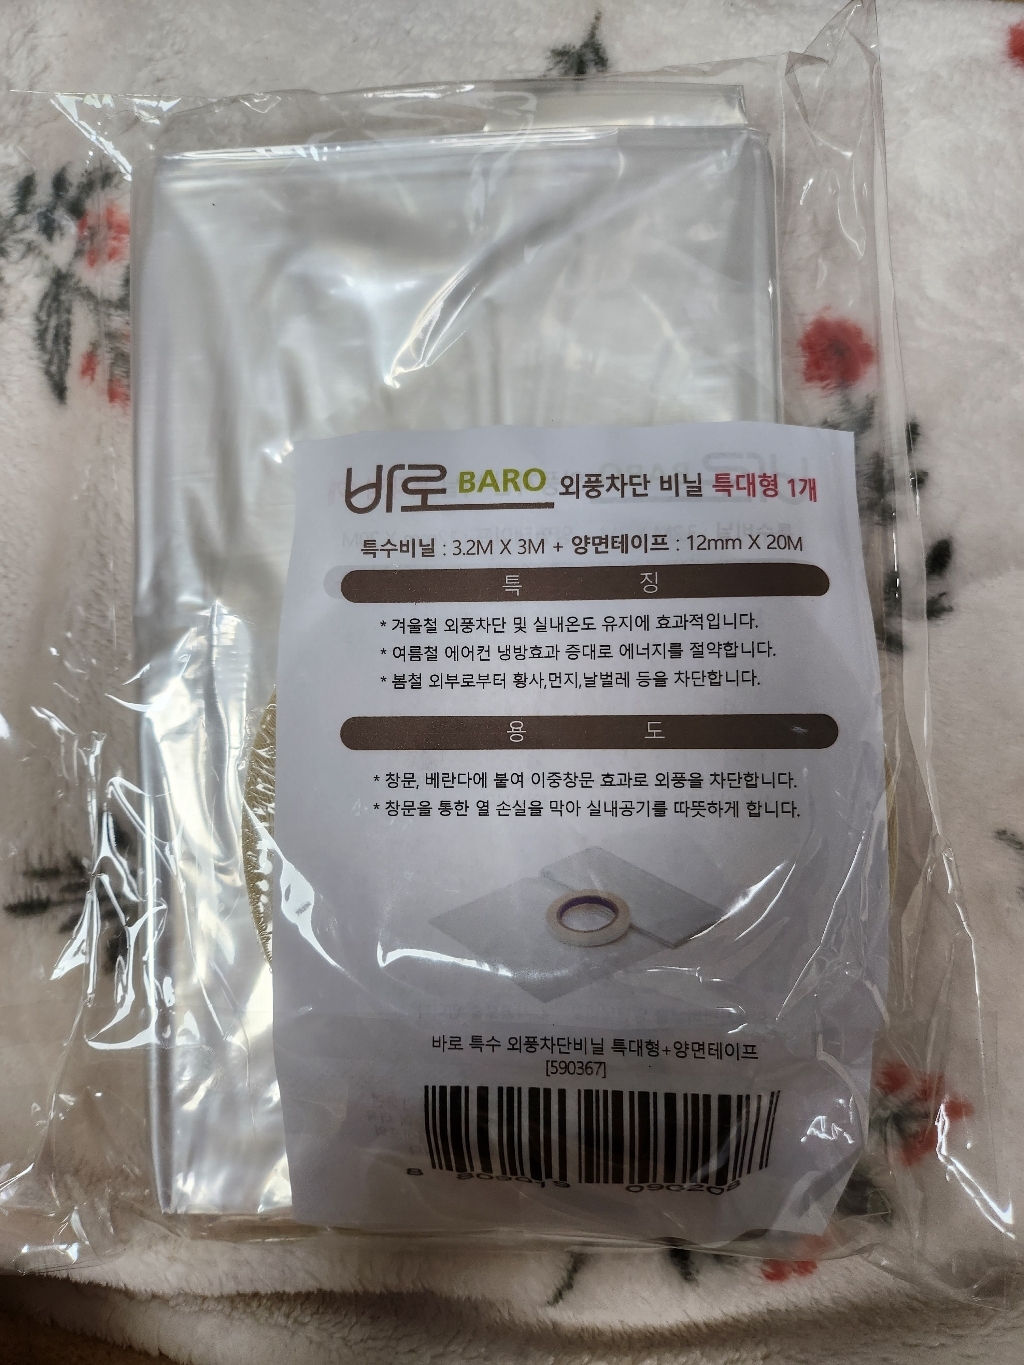 바로 BARO 외풍차단 비닐 특대형 1개
특수비닐 : 3.2M X 3M + 양면테이프 : 12mm X 20M
특 징
* 겨울철 외풍차단 및 실내온도 유지에 효과적입니다.
* 여름철 에어컨 냉방효과 증대로 에너지를 절약합니다.
* 봄철 외부로부터 황사,먼지,날벌레 등을 차단합니다.
용 도
* 창문, 베란다에 붙여 이중창문 효과로 외풍을 차단합니다.
* 창문을 통한 열 손실을 막아 실내공기를 따뜻하게 합니다.
바로 특수 외풍차단비닐 특대형+양면테이프
[590367]
8 809013 090208